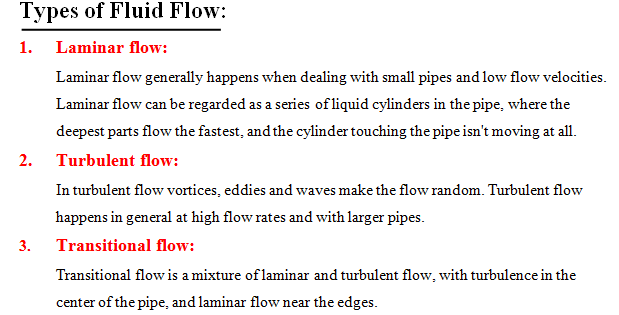 Types of Fluid Flow:
1. Laminar flow:
Laminar flow generally happens when dealing with small pipes and low flow velocities.
Laminar flow can be regarded as a series of liquid cylinders in the pipe, where the
deepest parts flow the fastest, and the cylinder touching the pipe isn't moving at all.
2. Turbulent flow:
In turbulent flow vortices, eddies and waves make the flow random. Turbulent flow
happens in general at high flow rates and with larger pipes.
3. Transitional flow:
Transitional flow is a mixture of laminar and turbulent flow, with turbulence in the
center of the pipe, and laminar flow near the edges.